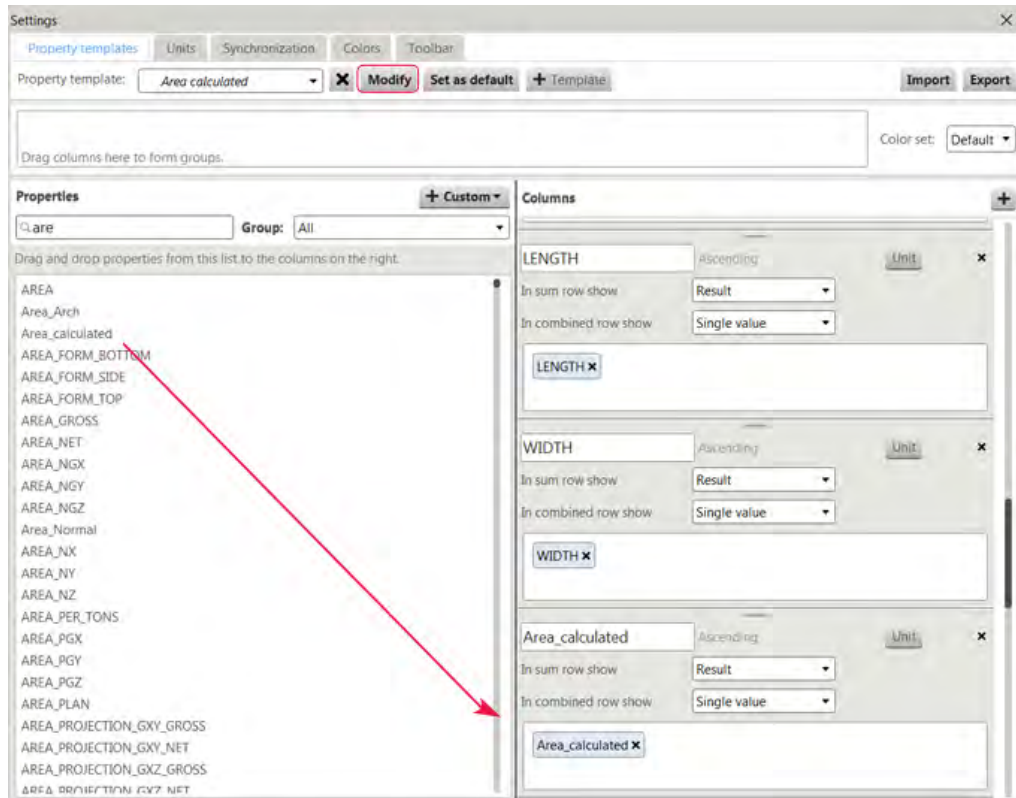 Settings
Property templates Units Synchronization Colors Toolbar
Property template: Area calculated Modify Set as default + Template Import Export
Drag columns here to form groups.
Color set: Default
Properties + Custom
are Group: All
Drag and drop properties from this list to the columns on the right.
AREA
Area_Arch
Area_calculated
AREA_FORM_BOTTOM
AREA_FORM_SIDE
AREA_FORM_TOP
AREA_GROSS
AREA_NET
AREA_NGX
AREA_NGY
AREA_NGZ
Area_Normal
AREA_NX
AREA_NY
AREA_NZ
AREA_PER_TONS
AREA_PGX
AREA_PGY
AREA_PGZ
AREA_PLAN
AREA_PROJECTION_GXY_GROSS
AREA_PROJECTION_GXY_NET
AREA_PROJECTION_GXZ_GROSS
AREA_PROJECTION_GXZ_NET
Columns +
LENGTH Ascending Unit
In sum row show Result
In combined row show Single value
LENGTH
WIDTH Ascending Unit
In sum row show Result
In combined row show Single value
WIDTH
Area_calculated Ascending Unit
In sum row show Result
In combined row show Single value
Area_calculated